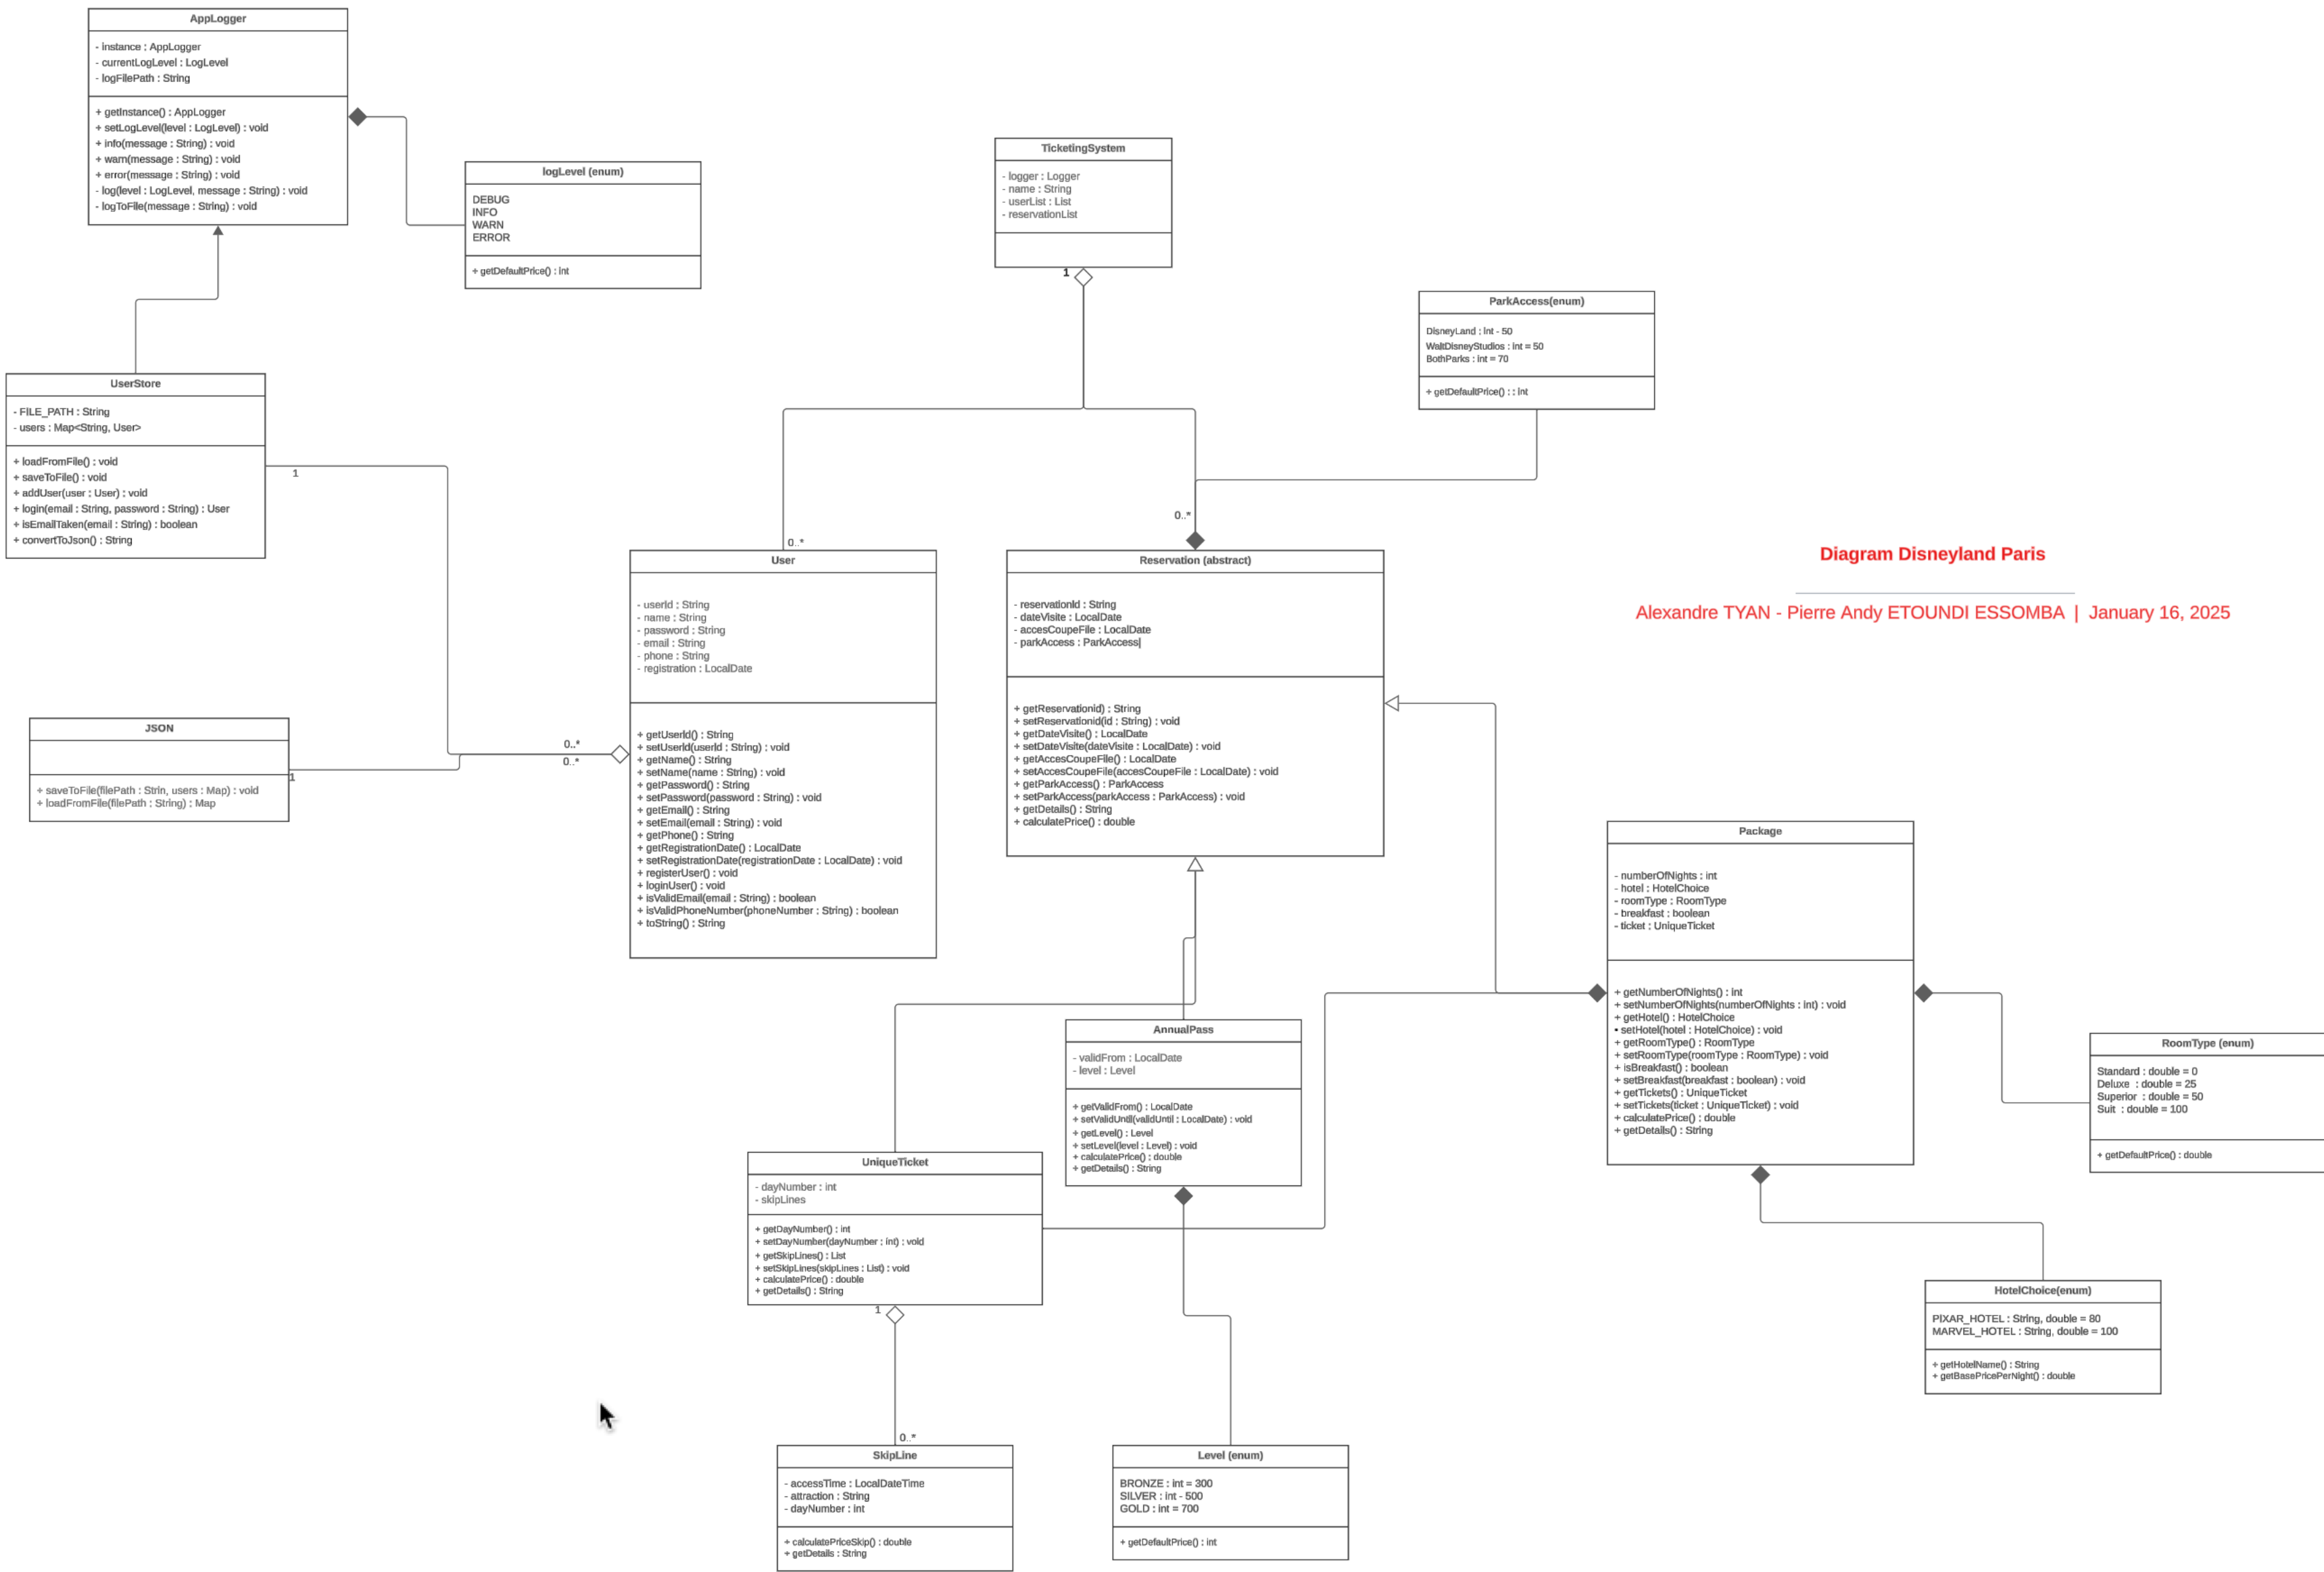 AppLogger
- instance : AppLogger
- currentLogLevel : LogLevel
- logFilePath : String
+ getInstance() : AppLogger
+ setLogLevel(level : LogLevel) : void
+ info(message : String) : void
+ warn(message : String) : void
+ error(message : String) : void
- log(level : LogLevel, message : String) : void
- logToFile(message : String) : void
logLevel (enum)
DEBUG
INFO
WARN
ERROR
+ getDefaultPrice() : int
TicketingSystem
- logger : Logger
- name : String
- userList : List
- reservationList
1
ParkAccess(enum)
DisneyLand : int - 50
WaltDisneyStudios : int = 50
BothParks : int = 70
+ getDefaultPrice() : : int
UserStore
- FILE_PATH : String
- users : Map<String, User>
+ loadFromFile() : void
+ saveToFile() : void
+ addUser(user : User) : void
+ login(email : String, password : String) : User
+ isEmailTaken(email : String) : boolean
+ convertToJson() : String
1
0..*
0..*
User
- userId : String
- name : String
- password : String
- email : String
- phone : String
- registration : LocalDate
+ getUserId() : String
+ setUserId(userId : String) : void
+ getName() : String
+ setName(name : String) : void
+ getPassword() : String
+ setPassword(password : String) : void
+ getEmail() : String
+ setEmail(email : String) : void
+ getPhone() : String
+ getRegistrationDate() : LocalDate
+ setRegistrationDate(registrationDate : LocalDate) : void
+ registerUser() : void
+ loginUser() : void
+ isValidEmail(email : String) : boolean
+ isValidPhoneNumber(phoneNumber : String) : boolean
+ toString() : String
Reservation (abstract)
- reservationId : String
- dateVisite : LocalDate
- accesCoupeFile : LocalDate
- parkAccess : ParkAccess|
+ getReservationid) : String
+ setReservationid(id : String) : void
+ getDateVisite() : LocalDate
+ setDateVisite(dateVisite : LocalDate) : void
+ getAccesCoupeFile() : LocalDate
+ setAccesCoupeFile(accesCoupeFile : LocalDate) : void
+ getParkAccess() : ParkAccess
+ setParkAccess(parkAccess : ParkAccess) : void
+ getDetails() : String
+ calculatePrice() : double
Diagram Disneyland Paris
Alexandre TYAN - Pierre Andy ETOUNDI ESSOMBA | January 16, 2025
JSON
+ saveToFile(filePath : Strin, users : Map) : void
+ loadFromFile(filePath : String) : Map
1
0..*
0..*
Package
- numberOfNights : int
- hotel : HotelChoice
- roomType : RoomType
- breakfast : boolean
- ticket : UniqueTicket
+ getNumberOfNights() : int
+ setNumberOfNights(numberOfNights : int) : void
+ getHotel() : HotelChoice
• setHotel(hotel : HotelChoice) : void
+ getRoomType() : RoomType
+ setRoomType(roomType : RoomType) : void
+ isBreakfast() : boolean
+ setBreakfast(breakfast : boolean) : void
+ getTickets() : UniqueTicket
+ setTickets(ticket : UniqueTicket) : void
+ calculatePrice() : double
+ getDetails() : String
AnnualPass
- validFrom : LocalDate
- level : Level
+ getValidFrom() : LocalDate
+ setValidUntil(validUntil : LocalDate) : void
+ getLevel() : Level
+ setLevel(level : Level) : void
+ calculatePrice() : double
+ getDetails() : String
RoomType (enum)
Standard : double = 0
Deluxe : double = 25
Superior : double = 50
Suit : double = 100
+ getDefaultPrice() : double
UniqueTicket
- dayNumber : int
- skipLines
+ getDayNumber() : int
+ setDayNumber(dayNumber : int) : void
+ getSkipLines() : List
+ setSkipLines(skipLines : List) : void
+ calculatePrice() : double
+ getDetails() : String
1
HotelChoice(enum)
PIXAR_HOTEL : String, double = 80
MARVEL_HOTEL : String, double = 100
+ getHotelName() : String
+ getBasePricePerNight() : double
0..*
SkipLine
- accessTime : LocalDateTime
- attraction : String
- dayNumber : int
+ calculatePriceSkip() : double
+ getDetails : String
Level (enum)
BRONZE : int = 300
SILVER : int - 500
GOLD : int = 700
+ getDefaultPrice() : int